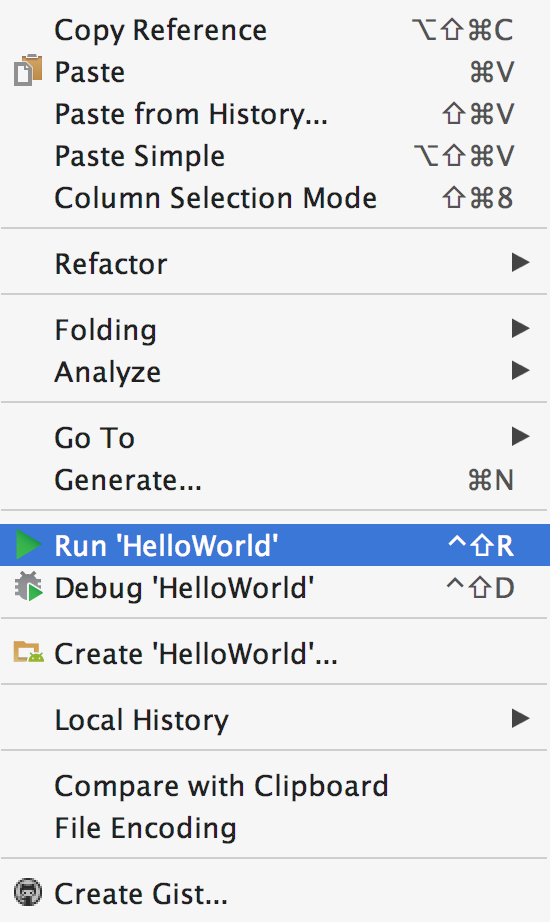 Copy Reference ⌥⇧⌘C
Paste ⌘V
Paste from History... ⇧⌘V
Paste Simple ⌥⇧⌘V
Column Selection Mode ⇧⌘8
Refactor
Folding
Analyze
Go To
Generate... ⌘N
Run 'HelloWorld' ^⇧R
Debug 'HelloWorld' ^⇧D
Create 'HelloWorld'...
Local History
Compare with Clipboard
File Encoding
Create Gist...